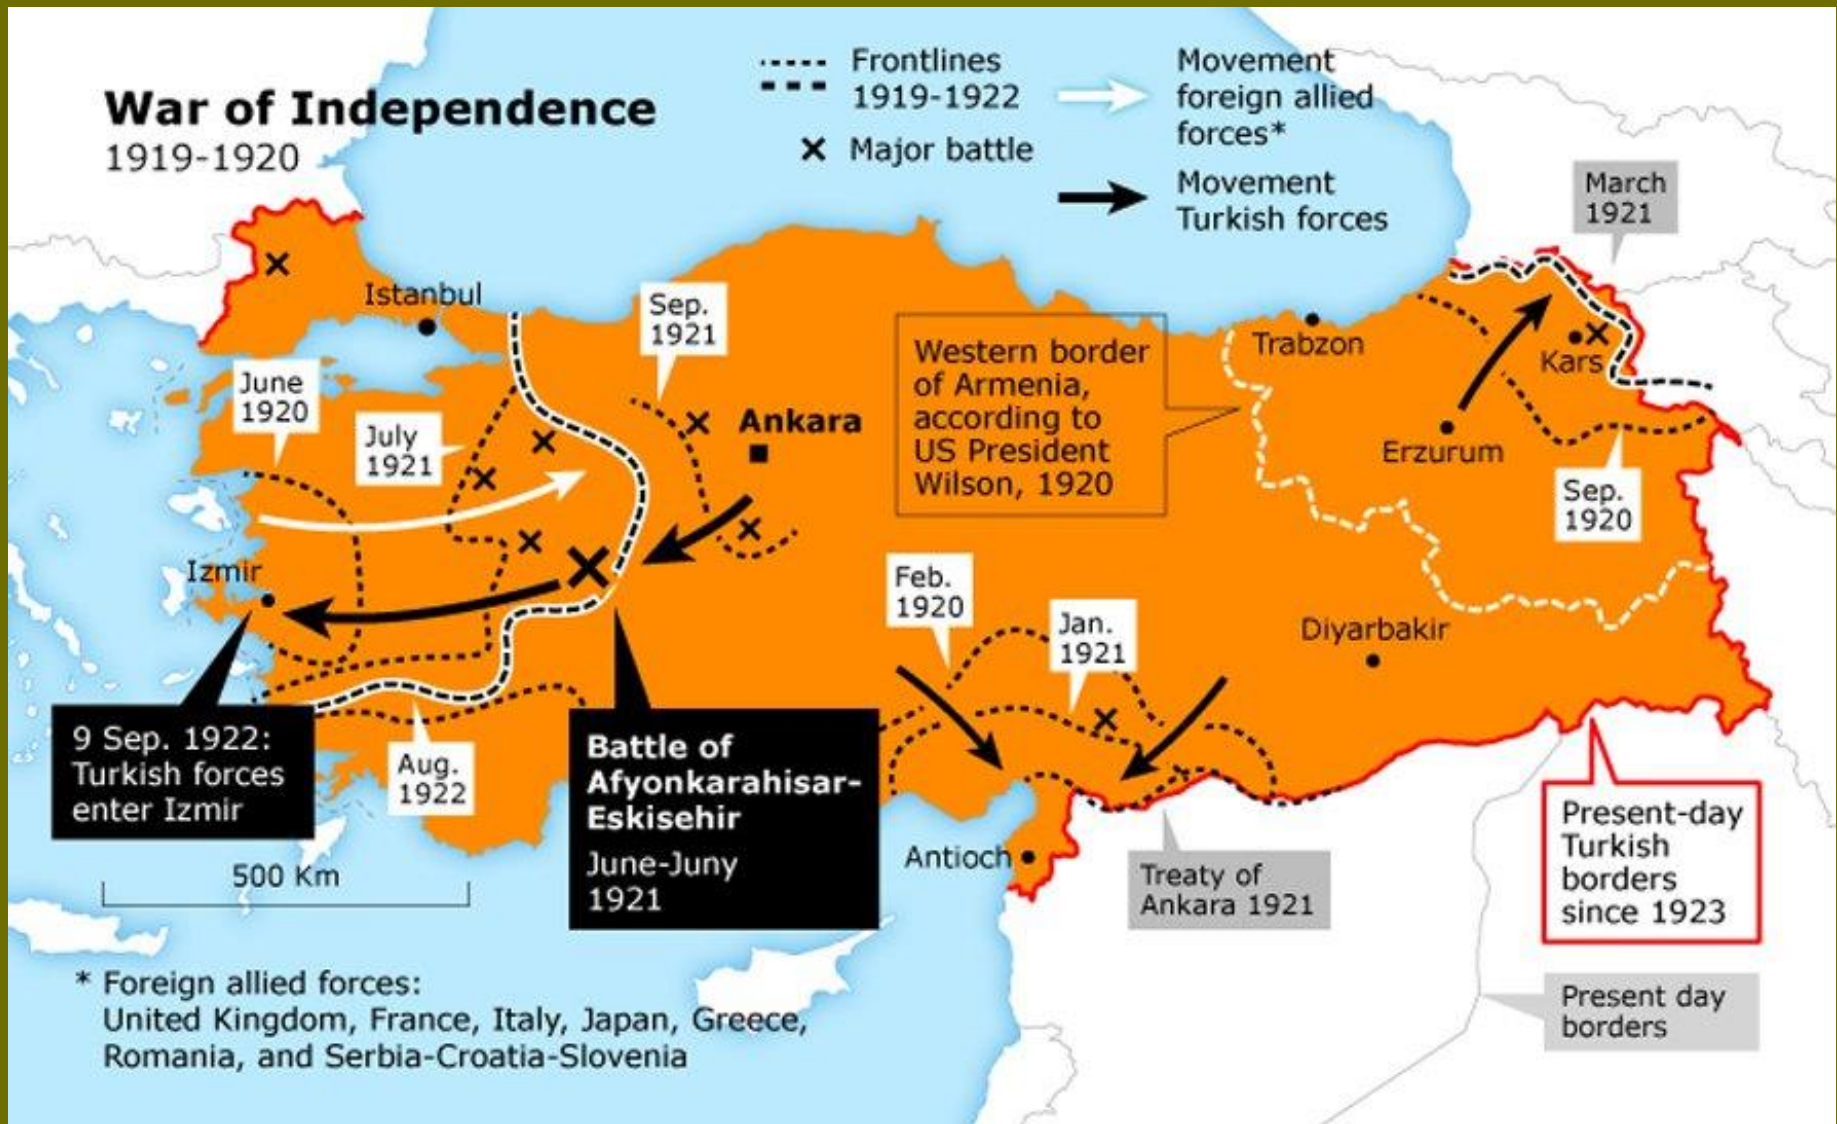 War of Independence
1919-1920
Frontlines
1919-1922
Major battle
Movement
foreign allied
forces*
Movement
Turkish forces
March
1921
Istanbul
Sep.
1921
June
1920
July
1921
Ankara
Western border
of Armenia,
according to
US President
Wilson, 1920
Trabzon
Kars
Erzurum
Sep.
1920
Izmir
Feb.
1920
Jan.
1921
Diyarbakir
9 Sep. 1922:
Turkish forces
enter Izmir
Aug.
1922
Battle of
Afyonkarahisar-
Eskisehir
June-Juny
1921
Antioch
Treaty of
Ankara 1921
Present-day
Turkish
borders
since 1923
500 Km
Present day
borders
* Foreign allied forces:
United Kingdom, France, Italy, Japan, Greece,
Romania, and Serbia-Croatia-Slovenia